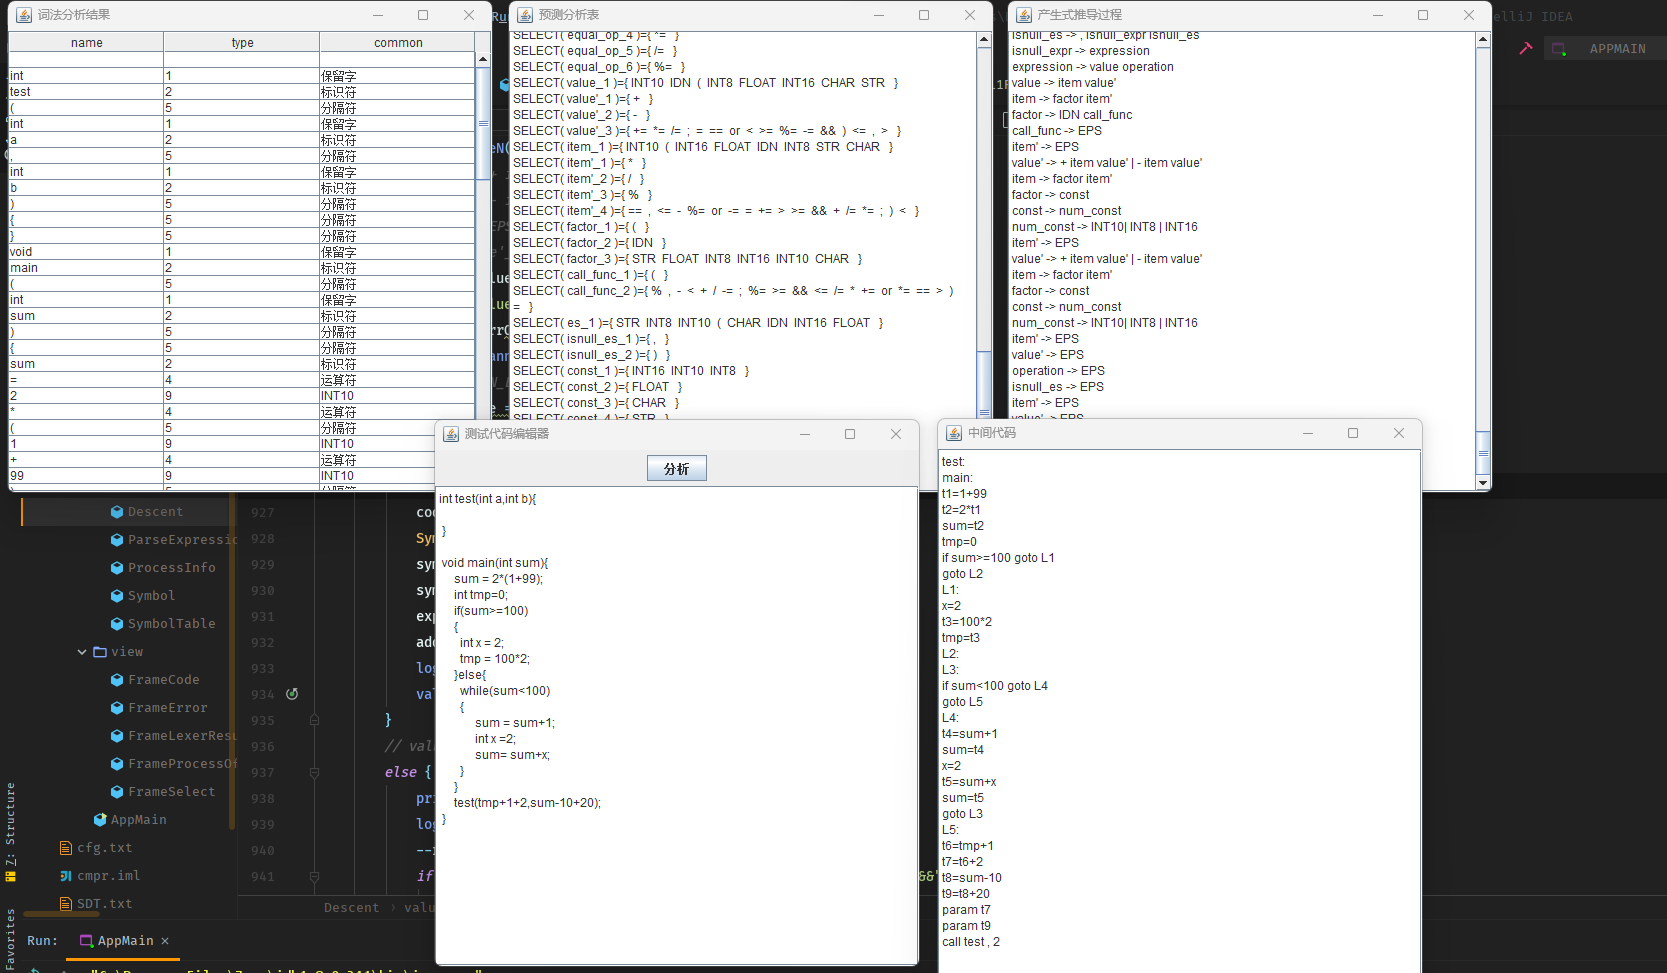 词法分析结果
name type common
int 1 保留字
test 2 标识符
( 5 分隔符
int 1 保留字
a 2 标识符
, 5 分隔符
int 1 保留字
b 2 标识符
) 5 分隔符
{ 5 分隔符
} 5 分隔符
void 1 保留字
main 2 标识符
( 5 分隔符
int 1 保留字
sum 2 标识符
) 5 分隔符
{ 5 分隔符
sum 2 标识符
= 4 运算符
2 9 INT10
* 4 运算符
( 5 分隔符
1 9 INT10
+ 4 运算符
99 9 INT10
) 5 分隔符
预测分析表
SELECT( equal_op_4 )={ *= }
SELECT( equal_op_5 )={ /= }
SELECT( equal_op_6 )={ %= }
SELECT( value_1 )={ INT10 IDN ( INT8 FLOAT INT16 CHAR STR }
SELECT( value'_1 )={ + }
SELECT( value'_2 )={ - }
SELECT( value'_3 )={ += *= /= ; = == or < >= %= -= && ) <= , > }
SELECT( item_1 )={ INT10 ( INT16 FLOAT IDN INT8 STR CHAR }
SELECT( item'_1 )={ * }
SELECT( item'_2 )={ / }
SELECT( item'_3 )={ % }
SELECT( item'_4 )={ == , <= - %= or -= = += > >= && + /= *= ; ) < }
SELECT( factor_1 )={ ( }
SELECT( factor_2 )={ IDN }
SELECT( factor_3 )={ STR FLOAT INT8 INT16 INT10 CHAR }
SELECT( call_func_1 )={ ( }
SELECT( call_func_2 )={ % , - < + / -= ; %= >= && <= /= * += or *= == > )
= }
SELECT( es_1 )={ STR INT8 INT10 ( CHAR IDN INT16 FLOAT }
SELECT( isnull_es_1 )={ , }
SELECT( isnull_es_2 )={ ) }
SELECT( const_1 )={ INT16 INT10 INT8 }
SELECT( const_2 )={ FLOAT }
SELECT( const_3 )={ CHAR }
SELECT( const_4 )={ STR }
产生式推导过程
isnull_es -> , isnull_expr isnull_es
isnull_expr -> expression
expression -> value operation
value -> item value'
item -> factor item'
factor -> IDN call_func
call_func -> EPS
item' -> EPS
value' -> + item value' | - item value'
item -> factor item'
factor -> const
const -> num_const
num_const -> INT10| INT8 | INT16
item' -> EPS
value' -> + item value' | - item value'
item -> factor item'
factor -> const
const -> num_const
num_const -> INT10| INT8 | INT16
item' -> EPS
value' -> EPS
operation -> EPS
isnull_es -> EPS
item' -> EPS
value' -> EPS
elliJ IDEA
APPMAIN
测试代码编辑器
分析
int test(int a,int b){
}
void main(int sum){
sum = 2*(1+99);
int tmp=0;
if(sum>=100)
{
int x = 2;
tmp = 100*2;
}else{
while(sum<100)
{
sum = sum+1;
int x =2;
sum= sum+x;
}
}
test(tmp+1+2,sum-10+20);
}
中间代码
test:
main:
t1=1+99
t2=2*t1
sum=t2
tmp=0
if sum>=100 goto L1
goto L2
L1:
x=2
t3=100*2
tmp=t3
L2:
L3:
if sum<100 goto L4
goto L5
L4:
t4=sum+1
sum=t4
x=2
t5=sum+x
sum=t5
goto L3
L5:
t6=tmp+1
t7=t6+2
t8=sum-10
t9=t8+20
param t7
param t9
call test , 2
Descent
ParseExpressio
ProcessInfo
Symbol
SymbolTable
view
FrameCode
FrameError
FrameLexerResu
FrameProcessOf
FrameSelect
AppMain
cfg.txt
cmpr.iml
SDT.txt
927 cod
928 Sym
929 sym
930 sym
931 exp
932 add
933 log
934 val
935 }
936 // val
937 else {
938 pri
939 log
940 --
941 if &&"
Descent › valu
7: Structure
Favorites
Run: AppMain ×